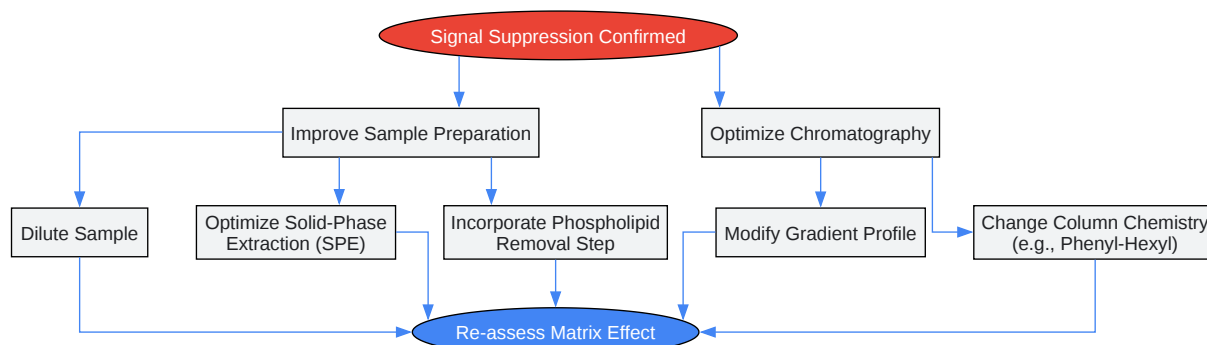 Signal Suppression Confirmed
Improve Sample Preparation
Optimize Chromatography
Dilute Sample
Optimize Solid-Phase
Extraction (SPE)
Incorporate Phospholipid
Removal Step
Modify Gradient Profile
Change Column Chemistry
(e.g., Phenyl-Hexyl)
Re-assess Matrix Effect